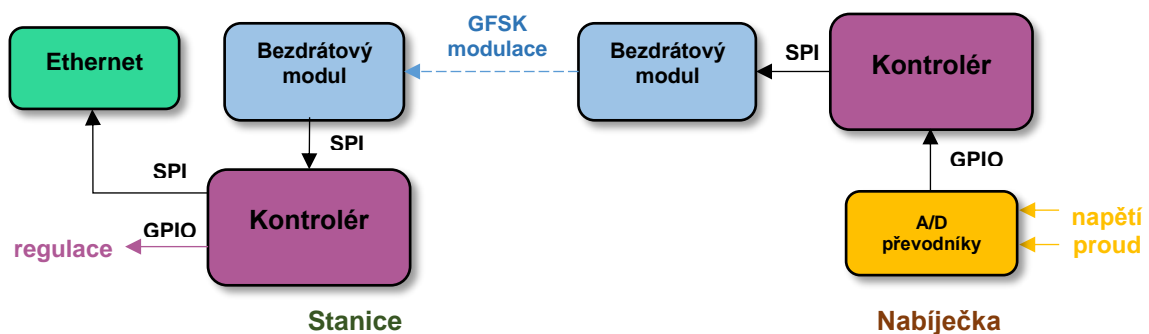 GFSK
modulace
Ethernet
Bezdrátový
modul
Bezdrátový
modul
SPI
Kontrolér
SPI
SPI
GPIO
Kontrolér
GPIO
regulace
A/D
převodníky
napětí
proud
Stanice
Nabíječka